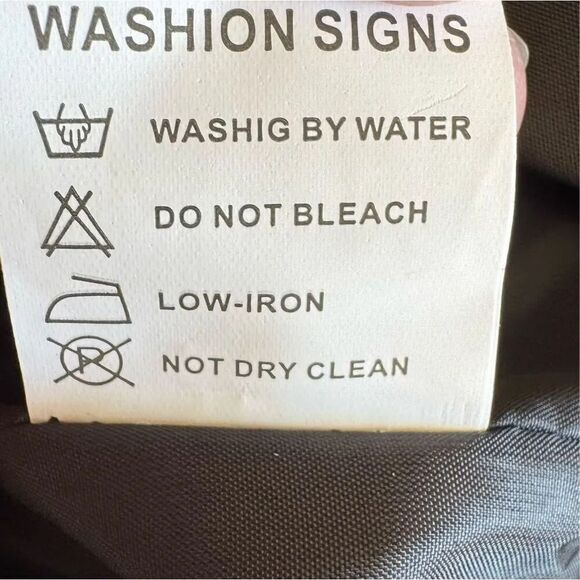 WASHION SIGNS
WASHIG BY WATER
DO NOT BLEACH
LOW-IRON
P NOT DRY CLEAN